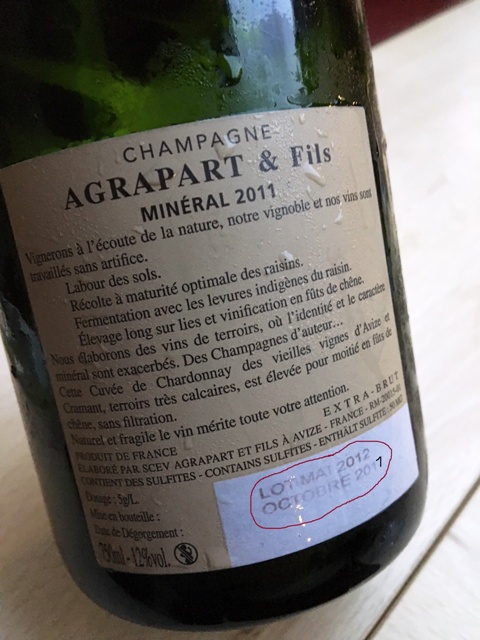 CHAMPAGNE
AGRAPART & Fils
MINÉRAL 2011
Vignerons à l'écoute de la nature, notre vignoble et nos vins sont
travaillés sans artifice.
Labour des sols.
Récolte à maturité optimale des raisins.
Fermentation avec les levures indigènes du raisin.
Élevage long sur lies et vinification en fûts de chêne.
Nous élaborons des vins de terroirs, où l'identité et le caractère
minéral sont exacerbés. Des Champagnes d'auteur...
Cette Cuvée de Chardonnay des vieilles vignes d'Avize et
Cramant, terroirs très calcaires, est élevée pour moitié en fûts de
chêne, sans filtration.
Naturel et fragile le vin mérite toute votre attention.
EXTRA-BRUT
PRODUIT DE FRANCE
ÉLABORÉ PAR SCEV AGRAPART ET FILS À AVIZE - FRANCE - RM-20015-01
CONTIENT DES SULFITES - CONTAINS SULFITES - ENTHÄLT SULFITE
Dosage : 5g/L
Mise en bouteille :
Date de Dégorgement :
750ml - 12%vol.
LOT MAI 2012
OCTOBRE 2017